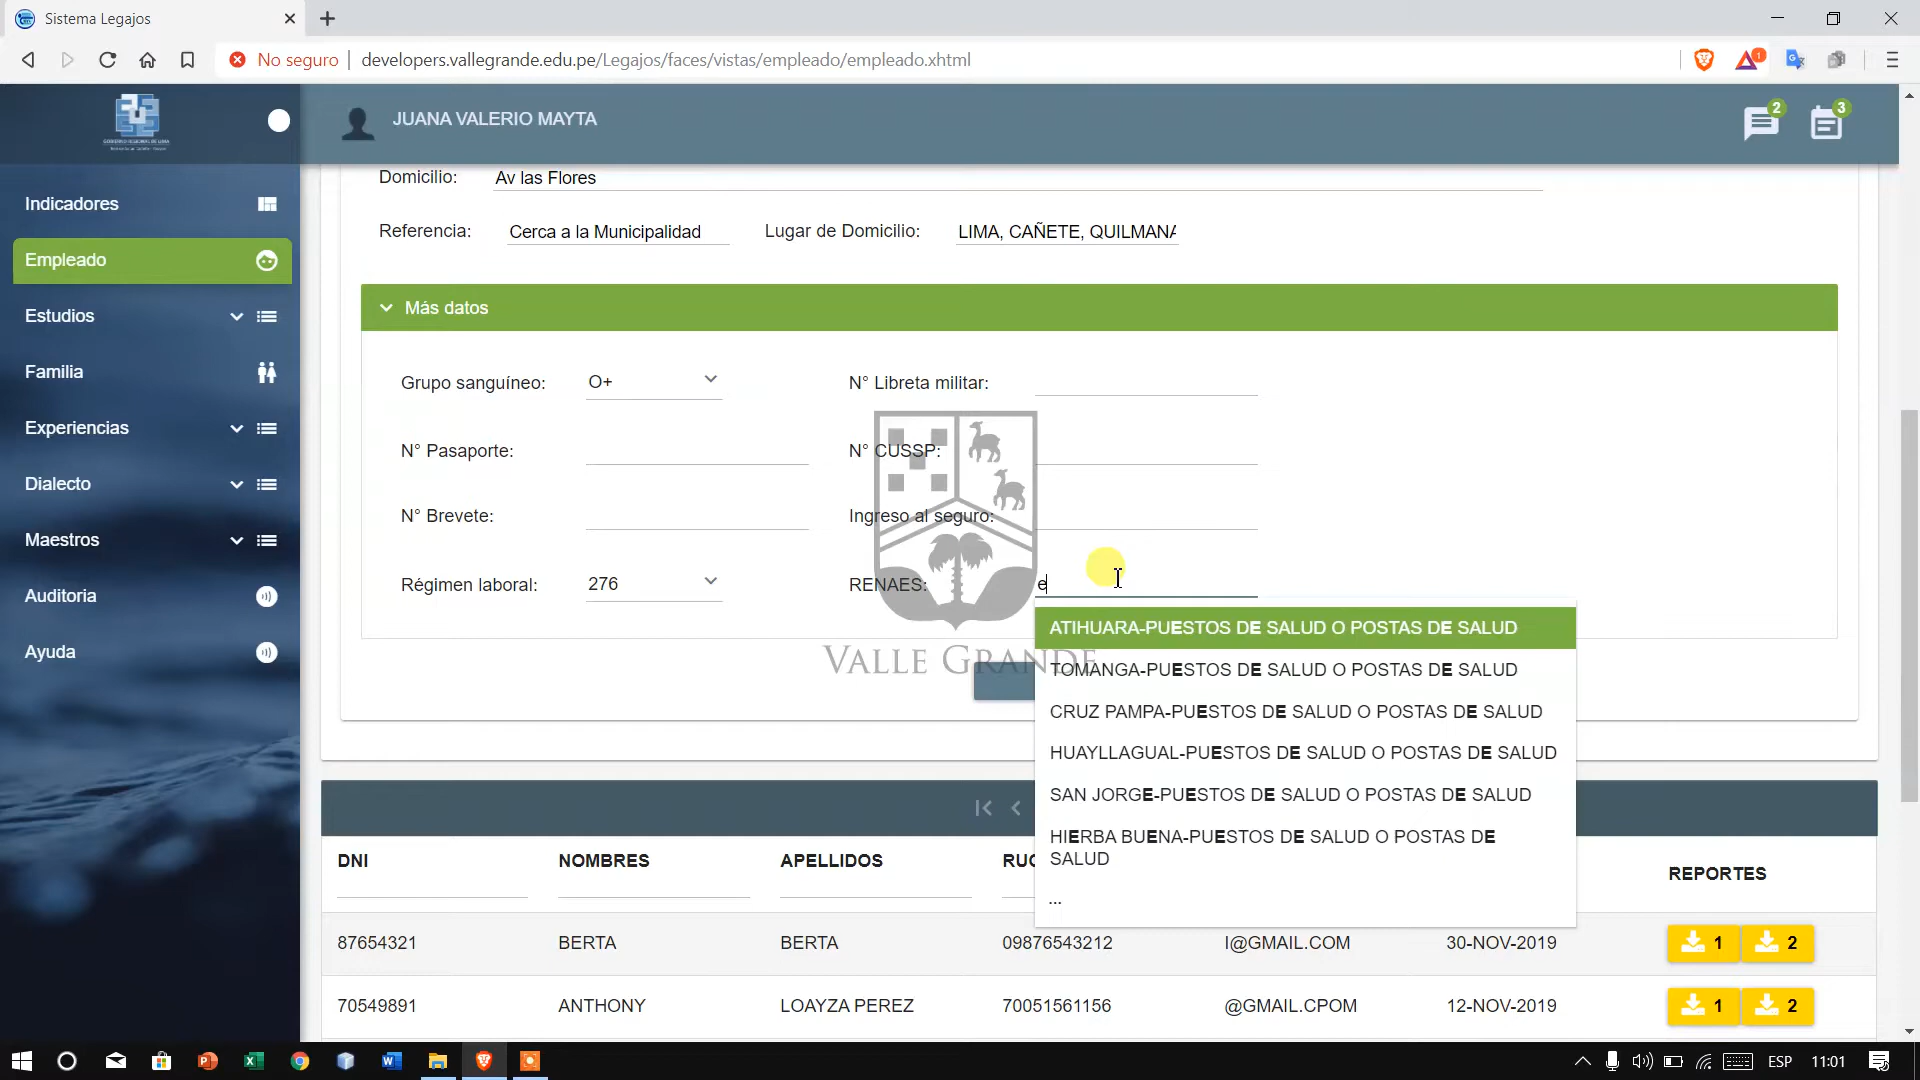 Sistema Legajos
No seguro
developers.vallegrande.edu.pe/Legajos/faces/vistas/empleado/empleado.xhtml
1
GOBIERNO REGIONAL DE LIMA
JUANA VALERIO MAYTA
2
3
Indicadores
Empleado
Estudios
Familia
Experiencias
Dialecto
Maestros
Auditoria
Ayuda
Domicilio: Av las Flores
Referencia: Cerca a la Municipalidad Lugar de Domicilio: LIMA, CAÑETE, QUILMANA
Más datos
Grupo sanguíneo: O+ N° Libreta militar:
N° Pasaporte: N° CUSSP:
N° Brevete: Ingreso al seguro:
Régimen laboral: 276 RENAES: e
VALLE GRANDE
ATIHUARA-PUESTOS DE SALUD O POSTAS DE SALUD
TOMANGA-PUESTOS DE SALUD O POSTAS DE SALUD
CRUZ PAMPA-PUESTOS DE SALUD O POSTAS DE SALUD
HUAYLLAGUAL-PUESTOS DE SALUD O POSTAS DE SALUD
SAN JORGE-PUESTOS DE SALUD O POSTAS DE SALUD
HIERBA BUENA-PUESTOS DE SALUD O POSTAS DE
SALUD
...
DNI NOMBRES APELLIDOS RUC REPORTES
87654321 BERTA BERTA 09876543212 I@GMAIL.COM 30-NOV-2019 1 2
70549891 ANTHONY LOAYZA PEREZ 70051561156 @GMAIL.CPOM 12-NOV-2019 1 2
ESP 11:01